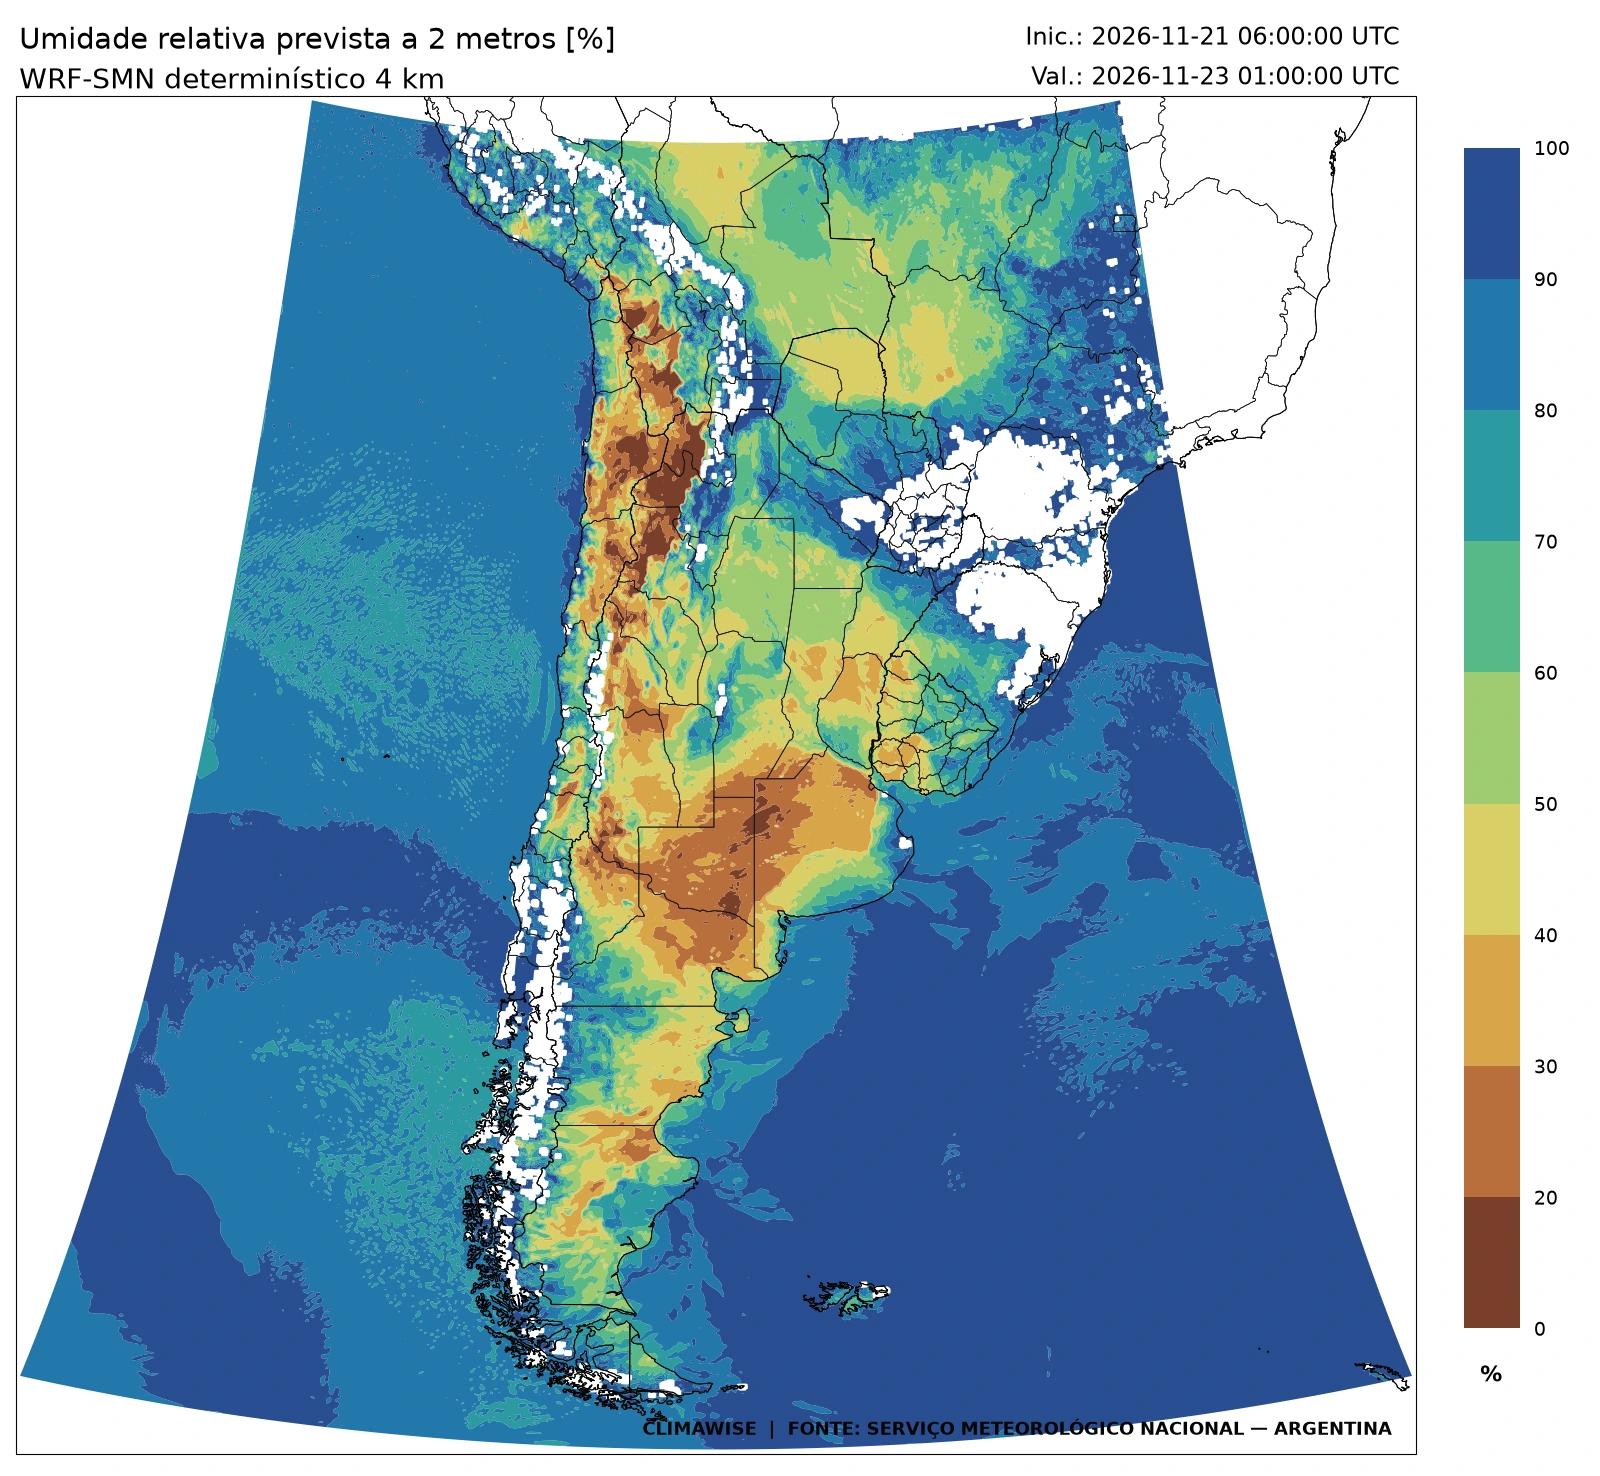 Umidade relativa prevista a 2 metros [%]
WRF-SMN determinístico 4 km
Inic.: 2026-11-21 06:00:00 UTC
Val.: 2026-11-23 01:00:00 UTC
100
90
80
70
60
50
40
30
20
0
%
CLIMAWISE | FONTE: SERVIÇO METEOROLÓGICO NACIONAL — ARGENTINA